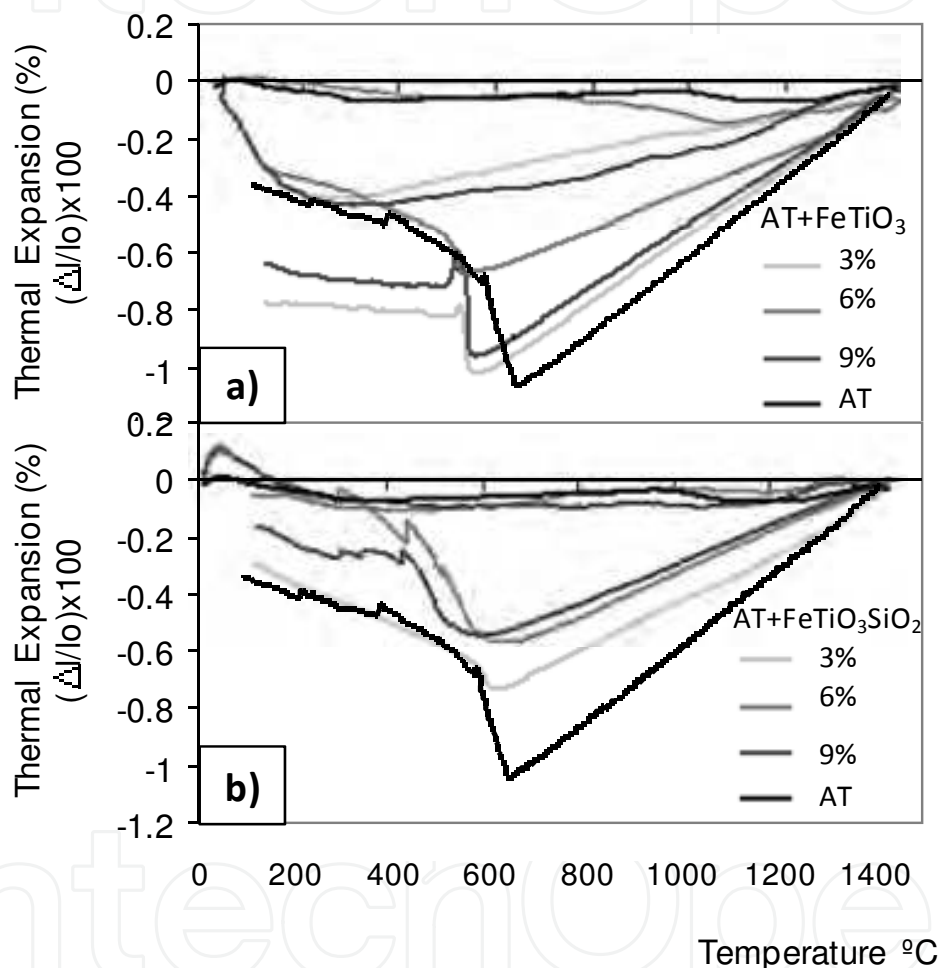 0.2
0
-0.2
-0.4
-0.6
-0.8
-1
Thermal Expansion (%)
(Δl/lo)x100
AT+FeTiO₃
3%
6%
9%
AT
a)
0.2
0
-0.2
-0.4
-0.6
-0.8
-1
-1.2
Thermal Expansion (%)
(Δl/lo)x100
AT+FeTiO₃SiO₂
3%
6%
9%
AT
b)
0 200 400 600 800 1000 1200 1400
Temperature ºC